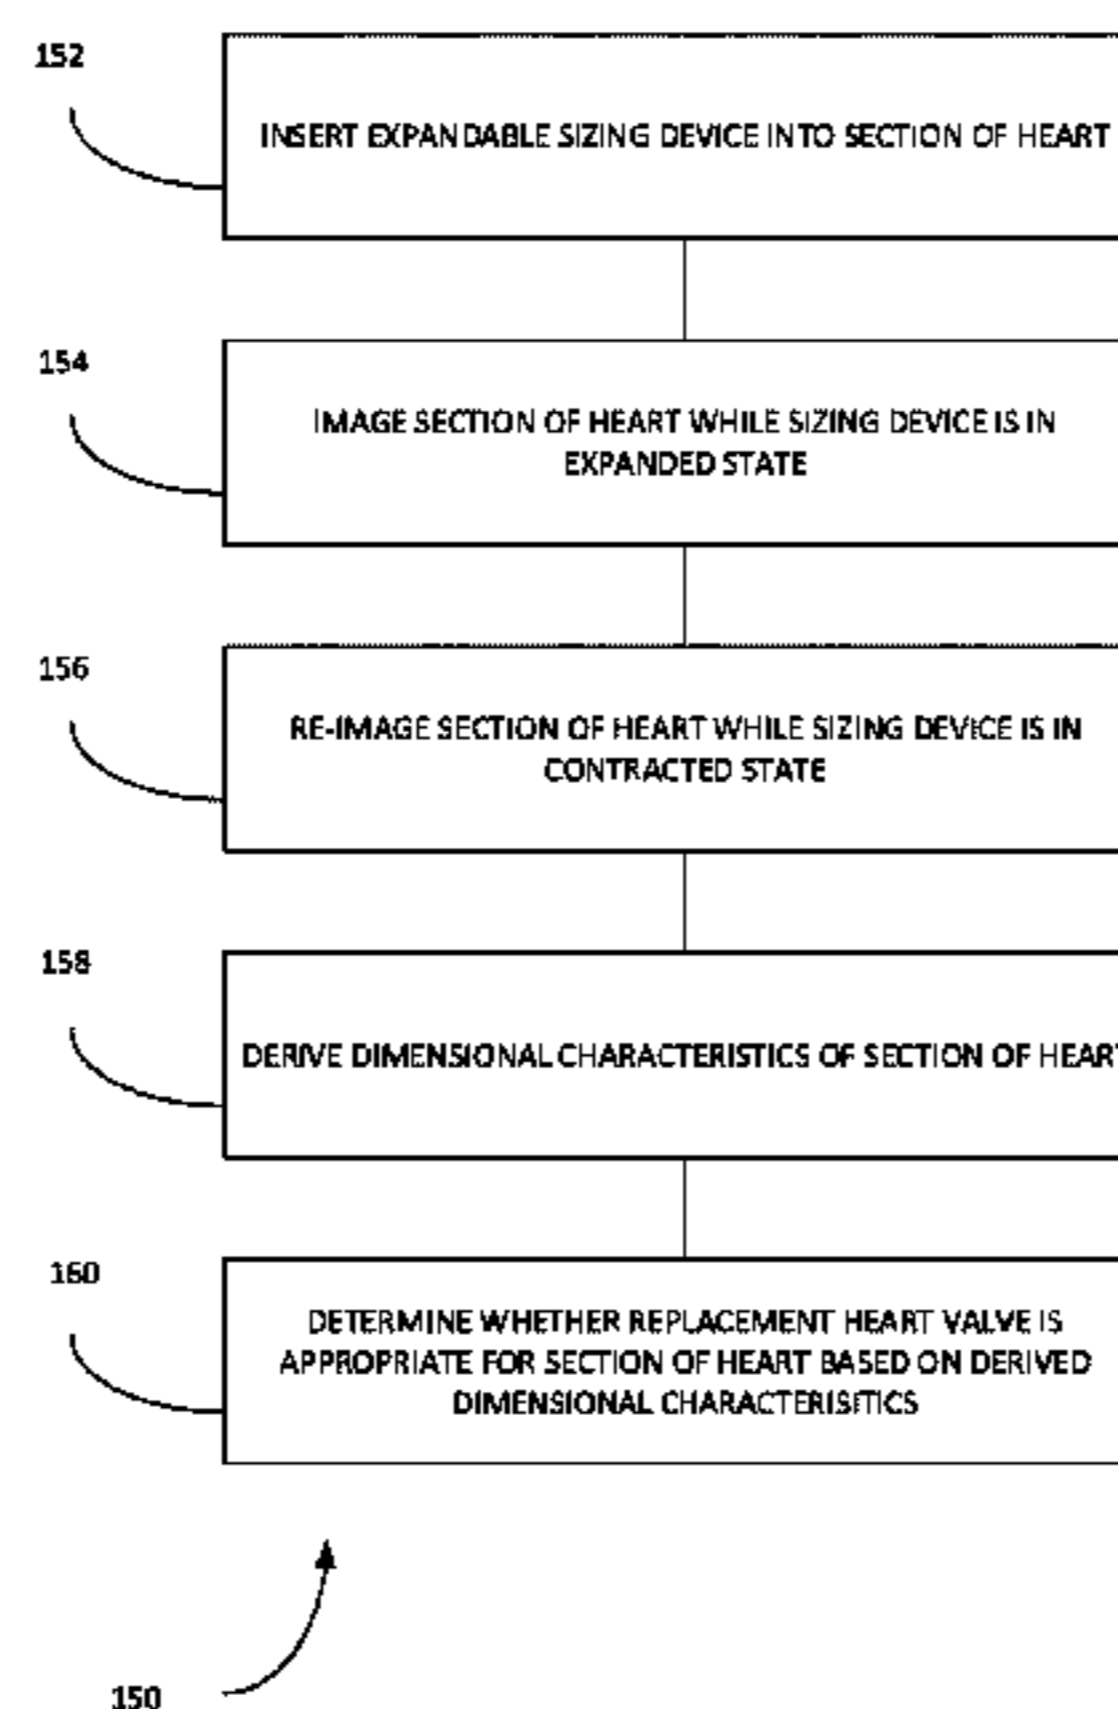 152
INSERT EXPANDABLE SIZING DEVICE INTO SECTION OF HEART
154
IMAGE SECTION OF HEART WHILE SIZING DEVICE IS IN
EXPANDED STATE
156
RE-IMAGE SECTION OF HEART WHILE SIZING DEVICE IS IN
CONTRACTED STATE
158
DERIVE DIMENSIONAL CHARACTERISTICS OF SECTION OF HEART
160
DETERMINE WHETHER REPLACEMENT HEART VALVE IS
APPROPRIATE FOR SECTION OF HEART BASED ON DERIVED
DIMENSIONAL CHARACTERISITICS
150